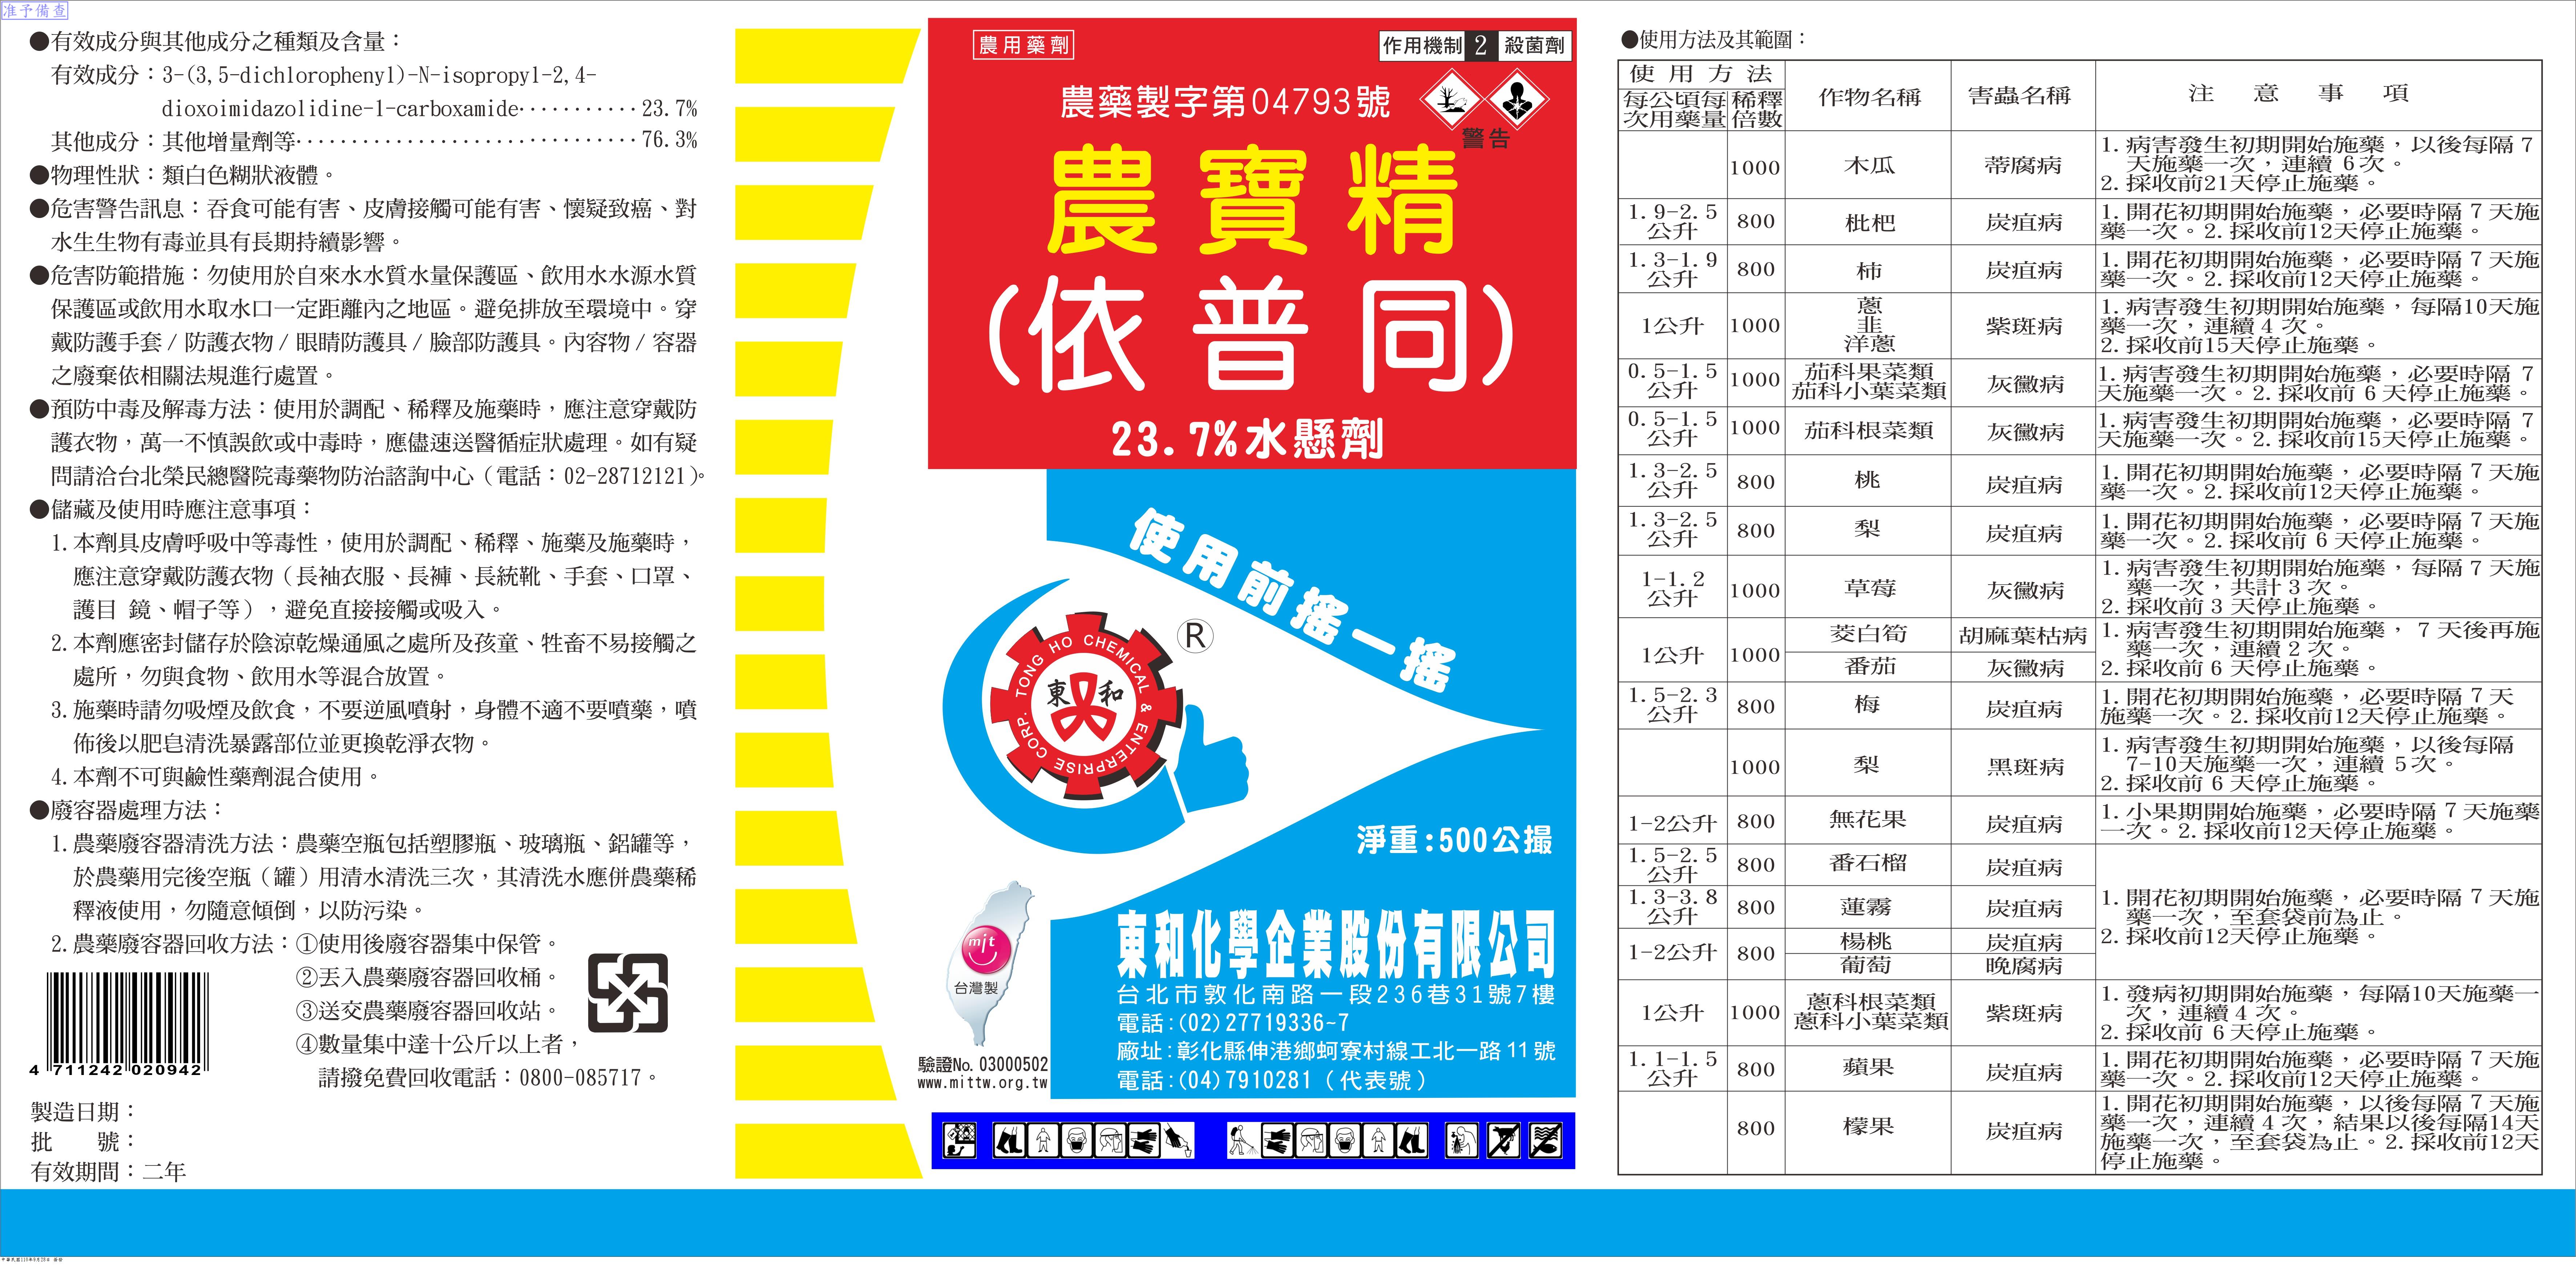 准予備查
●有效成分與其他成分之種類及含量：
有效成分：3-(3,5-dichlorophenyl)-N-isopropyl-2,4-
dioxoimidazolidine-1-carboxamide··········· 23.7%
其他成分：其他增量劑等······························ 76.3%
●物理性狀：類白色糊狀液體。
●危害警告訊息：吞食可能有害、皮膚接觸可能有害、懷疑致癌、對
水生生物有毒並具有長期持續影響。
●危害防範措施：勿使用於自來水水質水量保護區、飲用水水源水質
保護區或飲用水取水口一定距離內之地區。避免排放至環境中。穿
戴防護手套/防護衣物/眼睛防護具/臉部防護具。內容物/容器
之廢棄依相關法規進行處置。
●預防中毒及解毒方法：使用於調配、稀釋及施藥時，應注意穿戴防
護衣物，萬一不慎誤飲或中毒時，應儘速送醫循症狀處理。如有疑
問請洽台北榮民總醫院毒藥物防治諮詢中心（電話：02-28712121）。
●儲藏及使用時應注意事項：
1.本劑具皮膚呼吸中等毒性，使用於調配、稀釋、施藥及施藥時，
應注意穿戴防護衣物（長袖衣服、長褲、長統靴、手套、口罩、
護目 鏡、帽子等），避免直接接觸或吸入。
2.本劑應密封儲存於陰涼乾燥通風之處所及孩童、牲畜不易接觸之
處所，勿與食物、飲用水等混合放置。
3.施藥時請勿吸煙及飲食，不要逆風噴射，身體不適不要噴藥，噴
佈後以肥皂清洗暴露部位並更換乾淨衣物。
4.本劑不可與鹼性藥劑混合使用。
●廢容器處理方法：
1.農藥廢容器清洗方法：農藥空瓶包括塑膠瓶、玻璃瓶、鋁罐等，
於農藥用完後空瓶（罐）用清水清洗三次，其清洗水應併農藥稀
釋液使用，勿隨意傾倒，以防污染。
2.農藥廢容器回收方法：①使用後廢容器集中保管。
②丟入農藥廢容器回收桶。
③送交農藥廢容器回收站。
④數量集中達十公斤以上者，
請撥免費回收電話：0800-085717。
4 711242 020942
製造日期：
批　號：
有效期間：二年
農用藥劑
作用機制 2 殺菌劑
農藥製字第04793號
警告
農寶精
(依普同)
23.7%水懸劑
使用前搖一搖
®
TONG HO CHEMICAL & ENTERPRISE CORP.
東 和
淨重:500公撮
mit
台灣製
驗證No. 03000502
www.mittw.org.tw
東和化學企業股份有限公司
台北市敦化南路一段236巷31號7樓
電話:(02)27719336-7
廠址:彰化縣伸港鄉蚵寮村線工北一路11號
電話:(04)7910281（代表號）
●使用方法及其範圍：
使用方法 作物名稱 害蟲名稱 注意事項
每公頃每次用藥量 稀釋倍數
1000 木瓜 蒂腐病 1.病害發生初期開始施藥，以後每隔7
天施藥一次，連續6次。
2.採收前21天停止施藥。
1.9-2.5公升 800 枇杷 炭疽病 1.開花初期開始施藥，必要時隔7天施
藥一次。2.採收前12天停止施藥。
1.3-1.9公升 800 柿 炭疽病 1.開花初期開始施藥，必要時隔7天施
藥一次。2.採收前12天停止施藥。
1公升 1000 蔥 韭 洋蔥 紫斑病 1.病害發生初期開始施藥，每隔10天施
藥一次，連續4次。
2.採收前15天停止施藥。
0.5-1.5公升 1000 茄科果菜類 茄科小葉菜類 灰黴病 1.病害發生初期開始施藥，必要時隔7
天施藥一次。2.採收前6天停止施藥。
0.5-1.5公升 1000 茄科根菜類 灰黴病 1.病害發生初期開始施藥，必要時隔7
天施藥一次。2.採收前15天停止施藥。
1.3-2.5公升 800 桃 炭疽病 1.開花初期開始施藥，必要時隔7天施
藥一次。2.採收前12天停止施藥。
1.3-2.5公升 800 梨 炭疽病 1.開花初期開始施藥，必要時隔7天施
藥一次。2.採收前6天停止施藥。
1-1.2公升 1000 草莓 灰黴病 1.病害發生初期開始施藥，每隔7天施
藥一次，共計3次。
2.採收前3天停止施藥。
1公升 1000 茭白筍 胡麻葉枯病 1.病害發生初期開始施藥，7天後再施
藥一次，連續2次。
番茄 灰黴病 2.採收前6天停止施藥。
1.5-2.3公升 800 梅 炭疽病 1.開花初期開始施藥，必要時隔7天
施藥一次。2.採收前12天停止施藥。
1000 梨 黑斑病 1.病害發生初期開始施藥，以後每隔
7-10天施藥一次，連續5次。
2.採收前6天停止施藥。
1-2公升 800 無花果 炭疽病 1.小果期開始施藥，必要時隔7天施藥
一次。2.採收前12天停止施藥。
1.5-2.5公升 800 番石榴 炭疽病
1.3-3.8公升 800 蓮霧 炭疽病 1.開花初期開始施藥，必要時隔7天施
藥一次，至套袋前為止。
1-2公升 800 楊桃 炭疽病 2.採收前12天停止施藥。
葡萄 晚腐病
1公升 1000 蔥科根菜類 蔥科小葉菜類 紫斑病 1.發病初期開始施藥，每隔10天施藥一
次，連續4次。
2.採收前6天停止施藥。
1.1-1.5公升 800 蘋果 炭疽病 1.開花初期開始施藥，必要時隔7天施
藥一次。2.採收前12天停止施藥。
800 檬果 炭疽病 1.開花初期開始施藥，以後每隔7天施
藥一次，連續4次，結果以後每隔14天
施藥一次，至套袋為止。2.採收前12天
停止施藥。